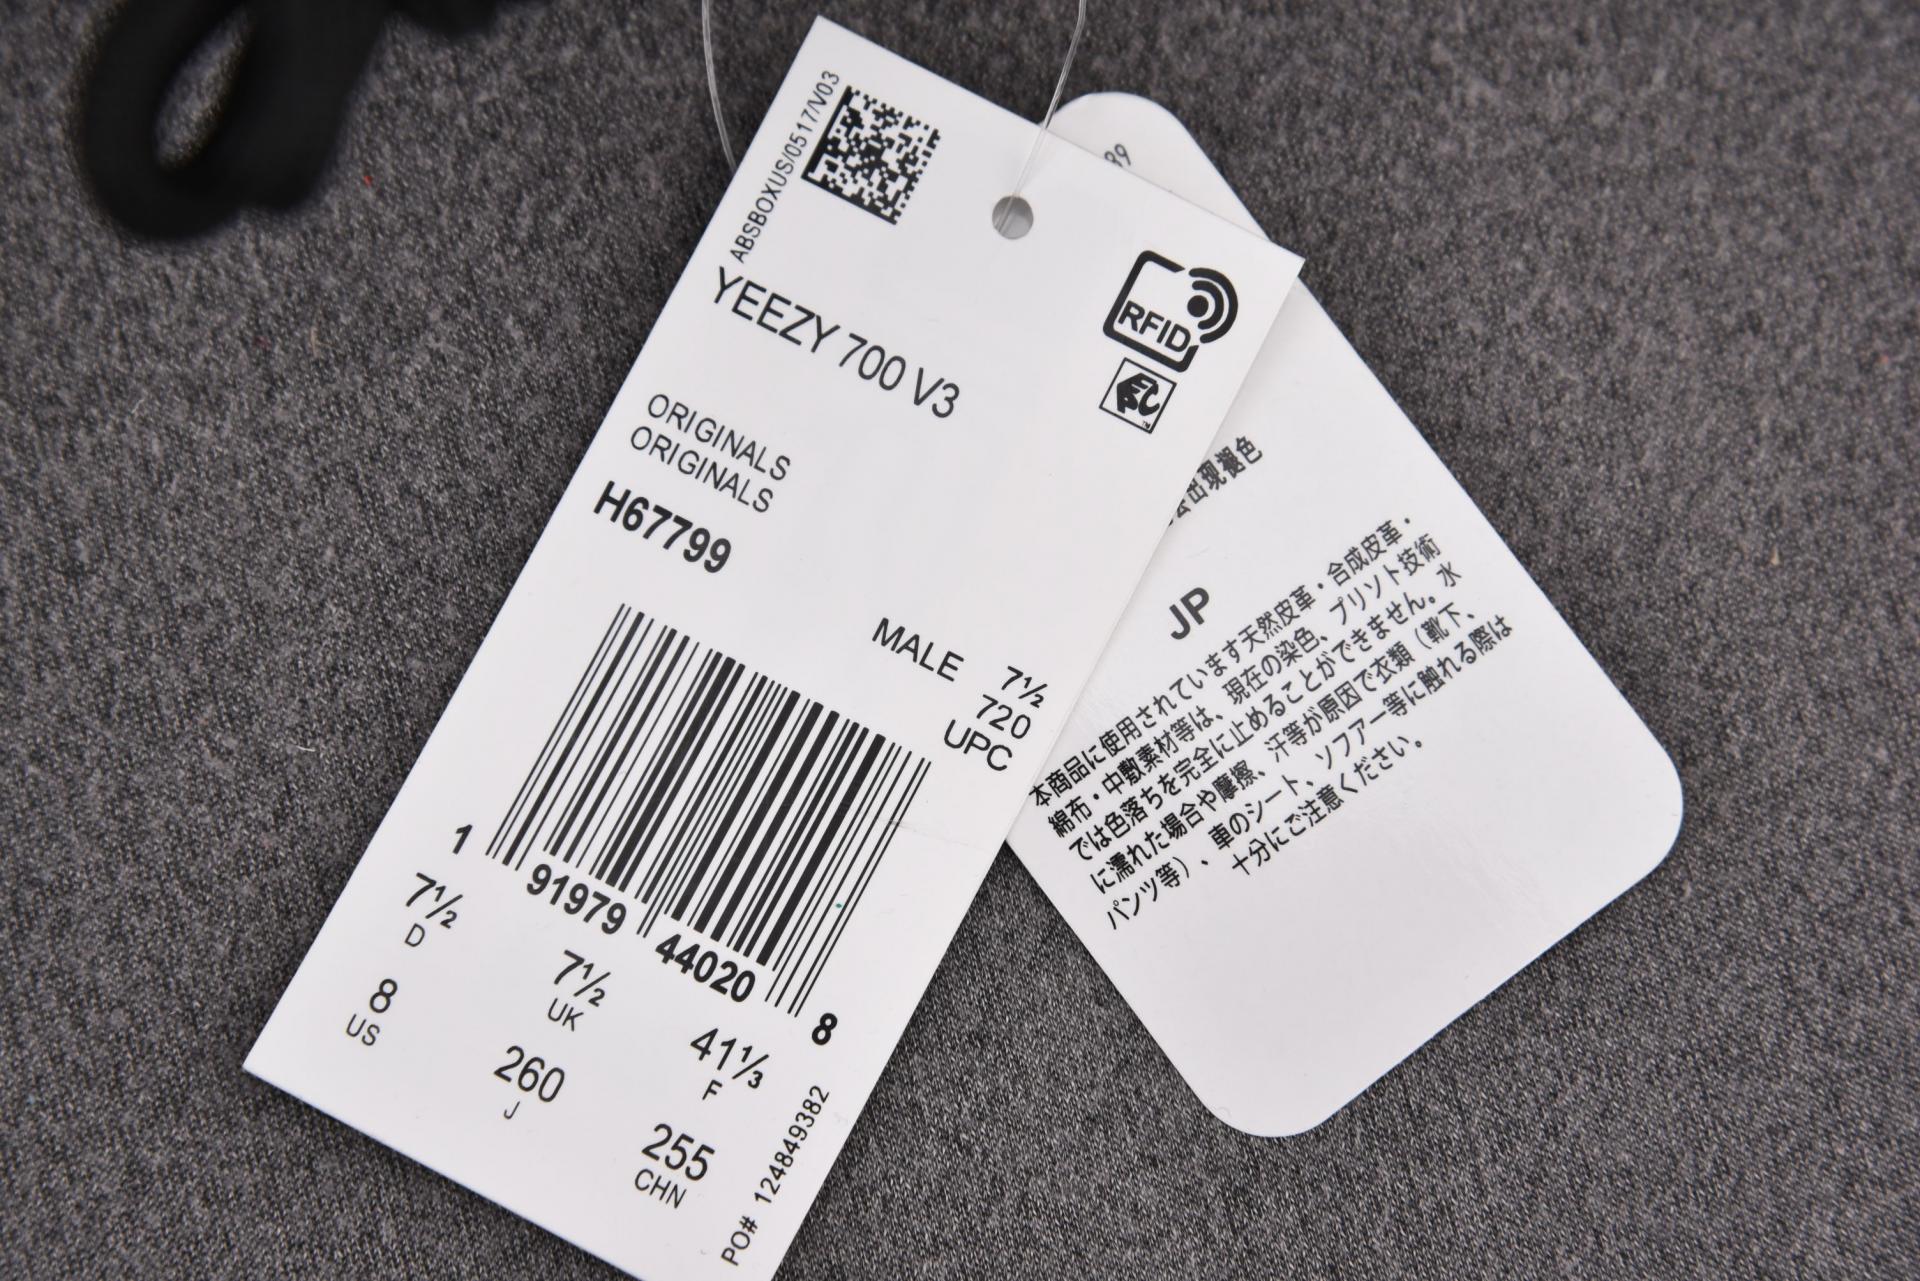 ABSBOXUS/0517/V03
YEEZY 700 V3
RFID
ORIGINALS
ORIGINALS
H67799
MALE 7½
720
UPC
1 91979 44020 8
7½
D
7½
UK
41⅓
F
8
US
260
J
255
CHN
PO# 124849382
99
出现褪色
JP
本商品に使用されています天然皮革・合成皮革・
綿布・中敷素材等は、現在の染色、プリソト技術
では色落ちを完全に止めることができません。水
に濡れた場合や摩擦、汗等が原因で衣類（靴下、
パンツ等）、車のシート、ソファー等に触れる際は
十分にご注意ください。